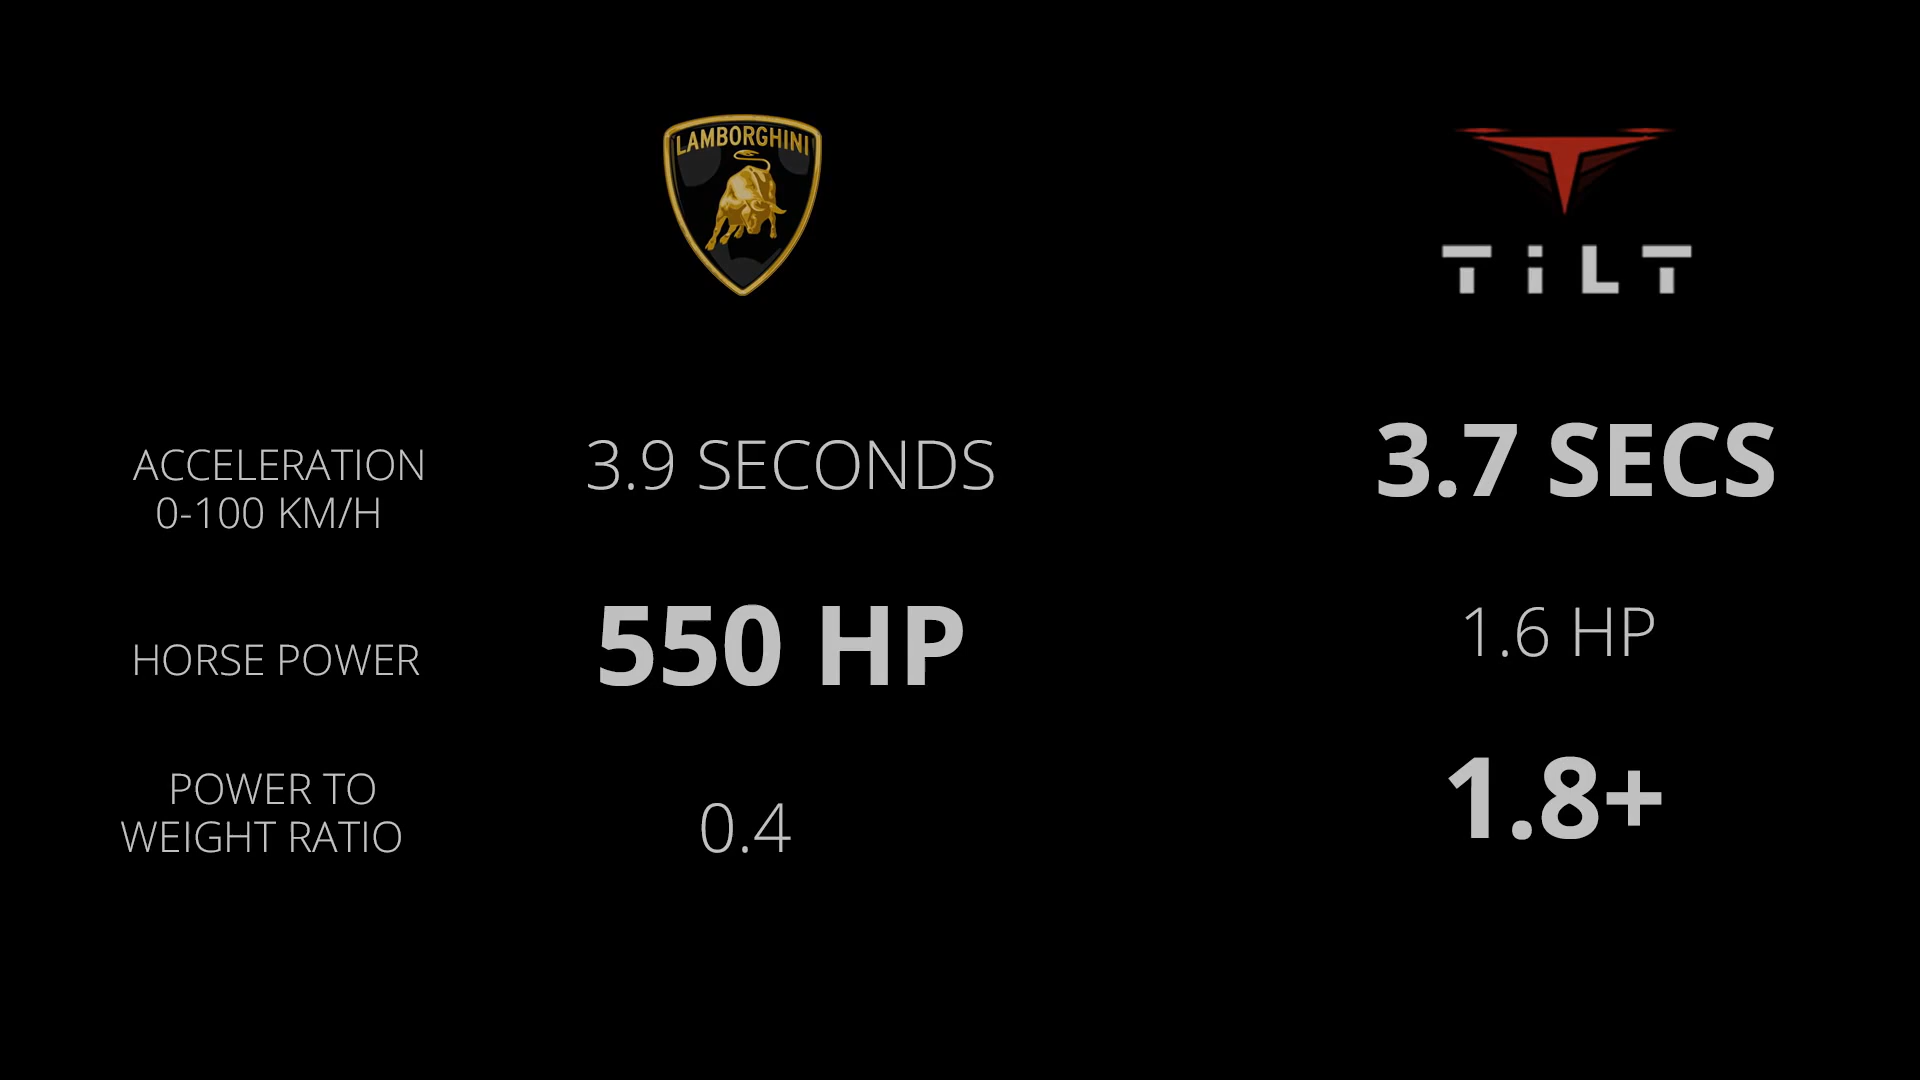 LAMBORGHINI
TiLT
ACCELERATION
0-100 KM/H
3.9 SECONDS
3.7 SECS
HORSE POWER
550 HP
1.6 HP
POWER TO
WEIGHT RATIO
0.4
1.8+